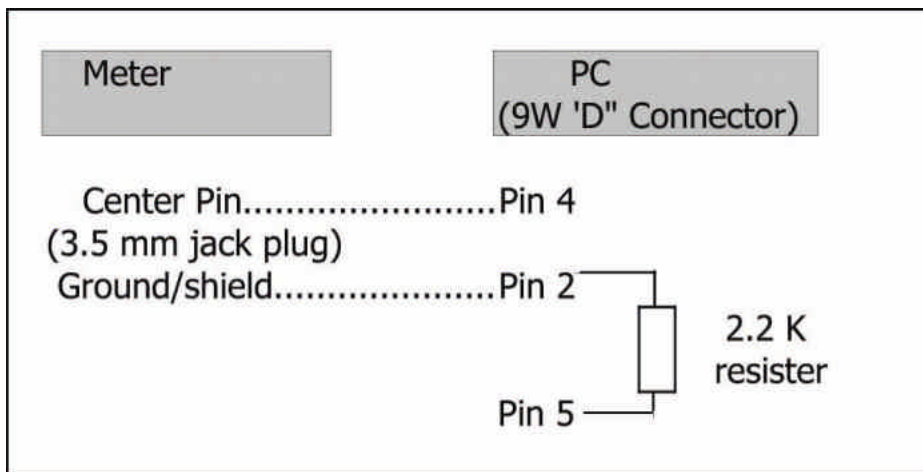 Meter
PC
(9W 'D" Connector)
Center Pin........................Pin 4
(3.5 mm jack plug)
Ground/shield.....................Pin 2
2.2 K
resister
Pin 5